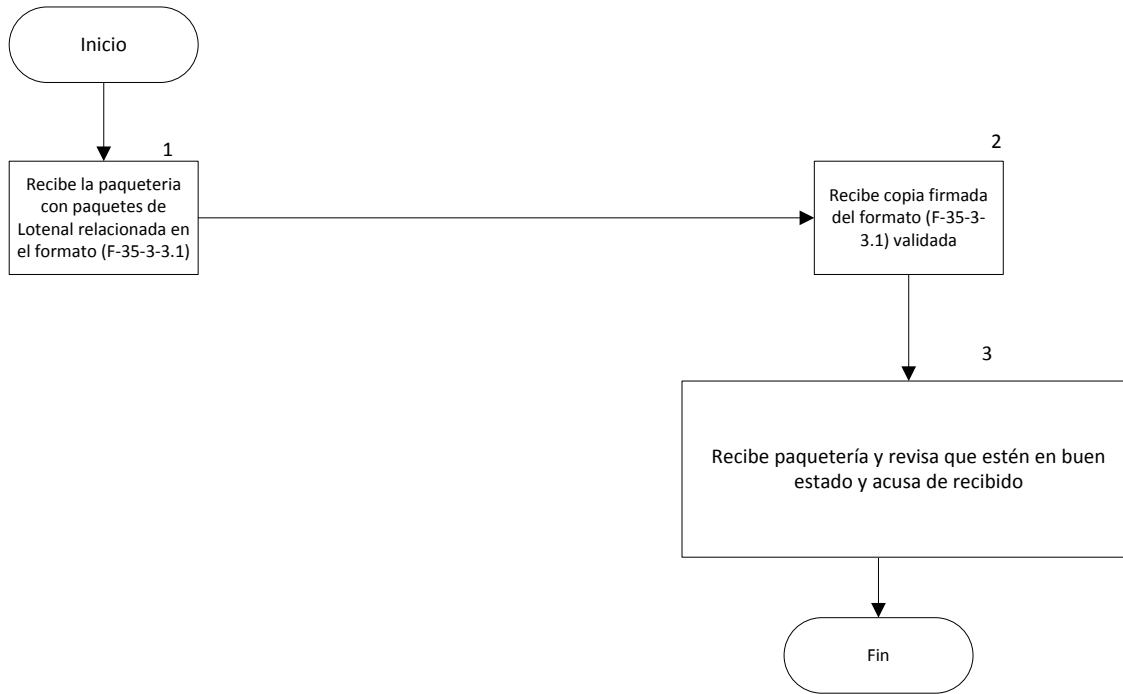 Inicio
1
Recibe la paqueteria
con paquetes de
Lotenal relacionada en
el formato (F-35-3-3.1)
2
Recibe copia firmada
del formato (F-35-3-
3.1) validada
3
Recibe paquetería y revisa que estén en buen
estado y acusa de recibido
Fin